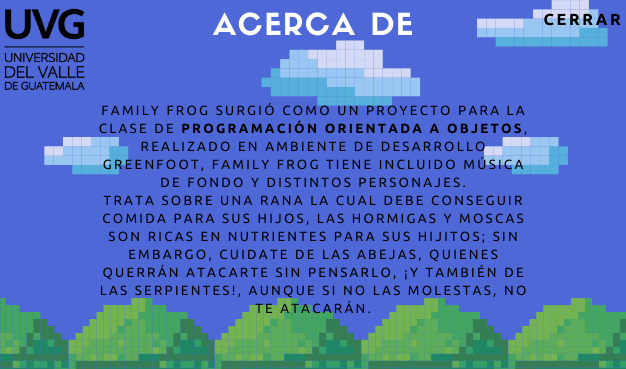 UVG
UNIVERSIDAD
DEL VALLE
DE GUATEMALA
ACERCA DE
CERRAR
FAMILY FROG SURGIÓ COMO UN PROYECTO PARA LA
CLASE DE PROGRAMACIÓN ORIENTADA A OBJETOS,
REALIZADO EN AMBIENTE DE DESARROLLO
GREENFOOT, FAMILY FROG TIENE INCLUIDO MÚSICA
DE FONDO Y DISTINTOS PERSONAJES.
TRATA SOBRE UNA RANA LA CUAL DEBE CONSEGUIR
COMIDA PARA SUS HIJOS, LAS HORMIGAS Y MOSCAS
SON RICAS EN NUTRIENTES PARA SUS HIJITOS; SIN
EMBARGO, CUIDATE DE LAS ABEJAS, QUIENES
QUERRÁN ATACARTE SIN PENSARLO, ¡Y TAMBIÉN DE
LAS SERPIENTES!, AUNQUE SI NO LAS MOLESTAS, NO
TE ATACARÁN.